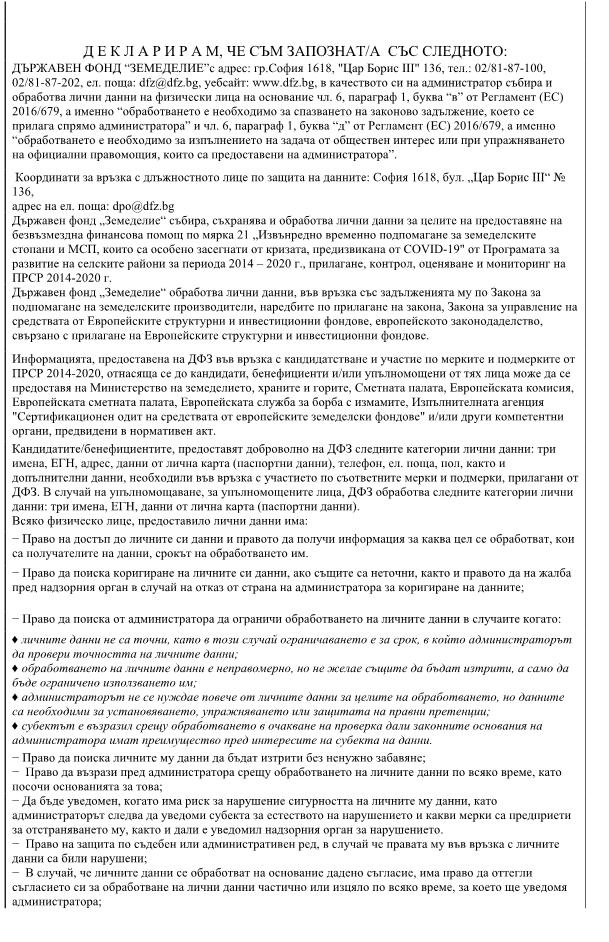 Д Е К Л А Р И Р А М, ЧЕ СЪМ ЗАПОЗНАТ/А СЪС СЛЕДНОТО:
ДЪРЖАВЕН ФОНД “ЗЕМЕДЕЛИЕ”с адрес: гр.София 1618, "Цар Борис III" 136, тел.: 02/81-87-100,
02/81-87-202, ел. поща: dfz@dfz.bg, уебсайт: www.dfz.bg, в качеството си на администратор събира и
обработва лични данни на физически лица на основание чл. 6, параграф 1, буква “в” от Регламент (ЕС)
2016/679, а именно “обработването е необходимо за спазването на законово задължение, което се
прилага спрямо администратора” и чл. 6, параграф 1, буква “д” от Регламент (ЕС) 2016/679, а именно
“обработването е необходимо за изпълнението на задача от обществен интерес или при упражняването
на официални правомощия, които са предоставени на администратора”.
Координати за връзка с длъжностното лице по защита на данните: София 1618, бул. „Цар Борис III“ №
136,
адрес на ел. поща: dpo@dfz.bg
Държавен фонд „Земеделие“ събира, съхранява и обработва лични данни за целите на предоставяне на
безвъзмездна финансова помощ по мярка 21 „Извънредно временно подпомагане за земеделските
стопани и МСП, които са особено засегнати от кризата, предизвикана от COVID-19" от Програмата за
развитие на селските райони за периода 2014 – 2020 г., прилагане, контрол, оценяване и мониторинг на
ПРСР 2014-2020 г.
Държавен фонд „Земеделие“ обработва лични данни, във връзка със задълженията му по Закона за
подпомагане на земеделските производители, наредбите по прилагане на закона, Закона за управление на
средствата от Европейските структурни и инвестиционни фондове, европейското законодателство,
свързано с прилагане на Европейските структурни и инвестиционни фондове.
Информацията, предоставена на ДФЗ във връзка с кандидатстване и участие по мерките и подмерките от
ПРСР 2014-2020, отнасяща се до кандидати, бенефициенти и/или упълномощени от тях лица може да се
предоставя на Министерство на земеделието, храните и горите, Сметната палата, Европейската комисия,
Европейската сметната палата, Европейската служба за борба с измамите, Изпълнителната агенция
"Сертификационен одит на средствата от европейските земеделски фондове" и/или други компетентни
органи, предвидени в нормативен акт.
Кандидатите/бенефициентите, предоставят доброволно на ДФЗ следните категории лични данни: три
имена, ЕГН, адрес, данни от лична карта (паспортни данни), телефон, ел. поща, пол, както и
допълнителни данни, необходили във връзка с участието по съответните мерки и подмерки, прилагани от
ДФЗ. В случай на упълномощаване, за упълномощените лица, ДФЗ обработва следните категории лични
данни: три имена, ЕГН, данни от лична карта (паспортни данни).
Всяко физическо лице, предоставило лични данни има:
− Право на достъп до личните си данни и правото да получи информация за каква цел се обработват, кои
са получателите на данни, срокът на обработването им.
− Право да поиска коригиране на личните си данни, ако същите са неточни, както и правото да на жалба
пред надзорния орган в случай на отказ от страна на администратора за коригиране на данните;
− Право да поиска от администратора да ограничи обработването на личните данни в случаите когато:
♦ личните данни не са точни, като в този случай ограничаването е за срок, в който администраторът
да провери точността на личните данни;
♦ обработването на личните данни е неправомерно, но не желае същите да бъдат изтрити, а само да
бъде ограничено използването им;
♦ администраторът не се нуждае повече от личните данни за целите на обработването, но данните
са необходими за установяването, упражняването или защитата на правни претенции;
♦ субектът е възразил срещу обработването в очакване на проверка дали законните основания на
администратора имат преимущество пред интересите на субекта на данни.
− Право да поиска личните му данни да бъдат изтрити без ненужно забавяне;
− Право да възрази пред администратора срещу обработването на личните данни по всяко време, като
посочи основанията за това;
− Да бъде уведомен, когато има риск за нарушение сигурността на личните му данни, като
администраторът следва да уведоми субекта за естеството на нарушението и какви мерки са предприети
за отстраняването му, както и дали е уведомил надзорния орган за нарушението.
− Право на защита по съдебен или административен ред, в случай че правата му във връзка с личните
данни са били нарушени;
− В случай, че личните данни се обработват на основание дадено съгласие, има право да оттегли
съгласието си за обработване на лични данни частично или изцяло по всяко време, за което ще уведомя
администратора;